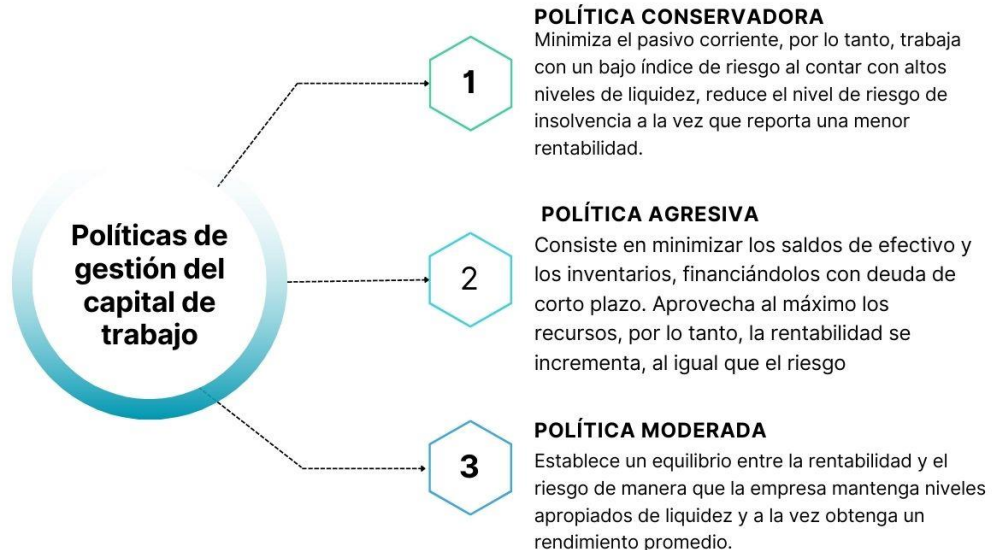 Políticas de
gestión del
capital de
trabajo
1
POLÍTICA CONSERVADORA
Minimiza el pasivo corriente, por lo tanto, trabaja
con un bajo índice de riesgo al contar con altos
niveles de liquidez, reduce el nivel de riesgo de
insolvencia a la vez que reporta una menor
rentabilidad.
2
POLÍTICA AGRESIVA
Consiste en minimizar los saldos de efectivo y
los inventarios, financiándolos con deuda de
corto plazo. Aprovecha al máximo los
recursos, por lo tanto, la rentabilidad se
incrementa, al igual que el riesgo
3
POLÍTICA MODERADA
Establece un equilibrio entre la rentabilidad y el
riesgo de manera que la empresa mantenga niveles
apropiados de liquidez y a la vez obtenga un
rendimiento promedio.